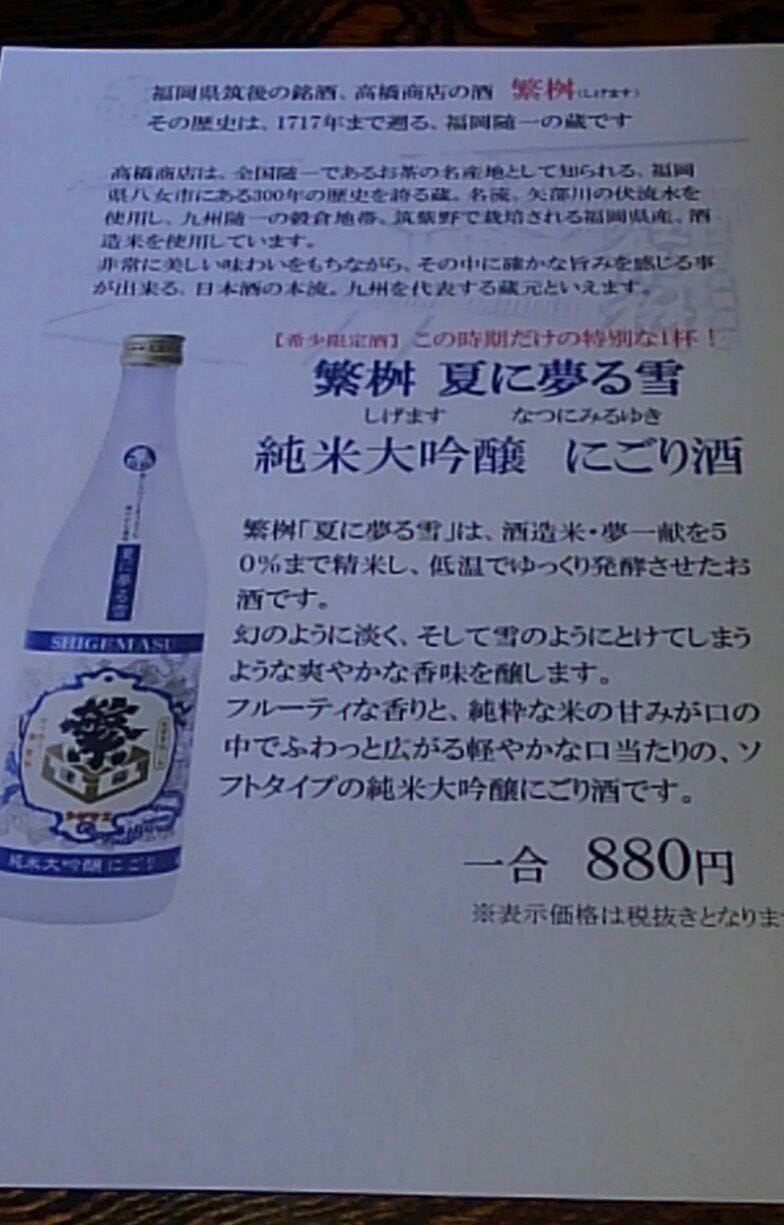 福岡県筑後の銘酒、高橋商店の酒 繁桝(しげます)
その歴史は、1717年まで遡る、福岡随一の蔵です
高橋商店は、全国随一であるお茶の名産地として知られる、福岡
県八女市にある300年の歴史を誇る蔵。名流、矢部川の伏流水を
使用し、九州随一の穀倉地帯、筑紫野で栽培される福岡県産、酒
造米を使用しています。
非常に美しい味わいをもちながら、その中に確かな旨みを感じる事
が出来る、日本酒の本流。九州を代表する蔵元といえます。
【希少限定酒】この時期だけの特別な1杯！
繁桝 夏に夢る雪
しげます なつにみるゆき
純米大吟醸 にごり酒
繁桝「夏に夢る雪」は、酒造米・夢一献を5
0％まで精米し、低温でゆっくり発酵させたお
酒です。
幻のように淡く、そして雪のようにとけてしまう
ような爽やかな香味を醸します。
フルーティな香りと、純粋な米の甘みが口の
中でふわっと広がる軽やかな口当たりの、ソ
フトタイプの純米大吟醸にごり酒です。
一合 880円
※表示価格は税抜きとなりま
夏に夢る雪
SHIGEMASU
繁
純米大吟醸にごり